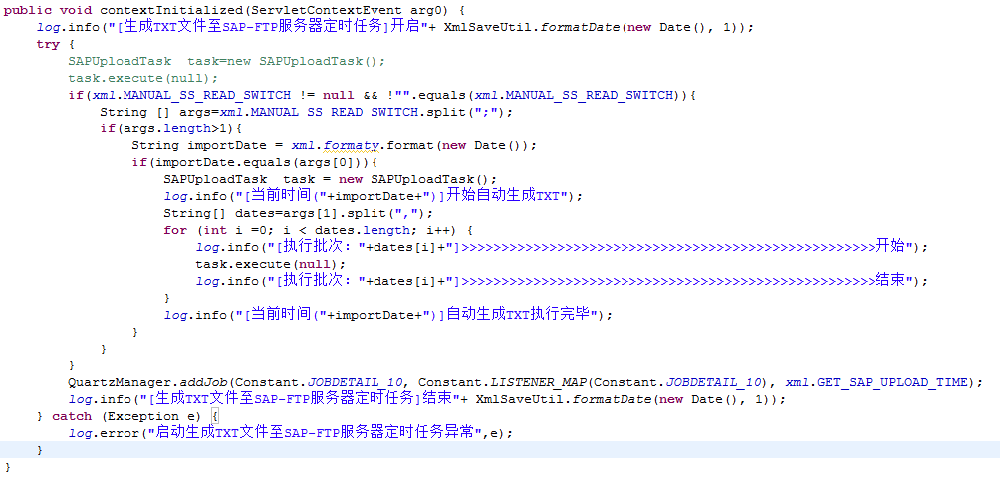 public void contextInitialized(ServletContextEvent arg0) {
    log.info("[生成TXT文件至SAP-FTP服务器定时任务]开启"+ XmlSaveUtil.formatDate(new Date(), 1));
    try {
        SAPUploadTask  task=new SAPUploadTask();
        task.execute(null);
        if(xml.MANUAL_SS_READ_SWITCH != null && !"".equals(xml.MANUAL_SS_READ_SWITCH)){
            String [] args=xml.MANUAL_SS_READ_SWITCH.split(";");
            if(args.length>1){
                String importDate = xml.formaty.format(new Date());
                if(importDate.equals(args[0])){
                    SAPUploadTask  task = new SAPUploadTask();
                    log.info("[当前时间("+importDate+")]开始自动生成TXT");
                    String[] dates=args[1].split(",");
                    for (int i =0; i < dates.length; i++) {
                        log.info("[执行批次: "+dates[i]+"]>>>>>>>>>>>>>>>>>>>>>>>>>>>>>>>>>>>>>>>>>>>>>>>>>>>>开始");
                        task.execute(null);
                        log.info("[执行批次: "+dates[i]+"]>>>>>>>>>>>>>>>>>>>>>>>>>>>>>>>>>>>>>>>>>>>>>>>>>>>>结束");
                    }
                    log.info("[当前时间("+importDate+")]自动生成TXT执行完毕");
                }
            }
        }
        QuartzManager.addJob(Constant.JOBDETAIL_10, Constant.LISTENER_MAP(Constant.JOBDETAIL_10), xml.GET_SAP_UPLOAD_TIME);
        log.info("[生成TXT文件至SAP-FTP服务器定时任务]结束"+ XmlSaveUtil.formatDate(new Date(), 1));
    } catch (Exception e) {
        log.error("启动生成TXT文件至SAP-FTP服务器定时任务异常",e);
    }
}